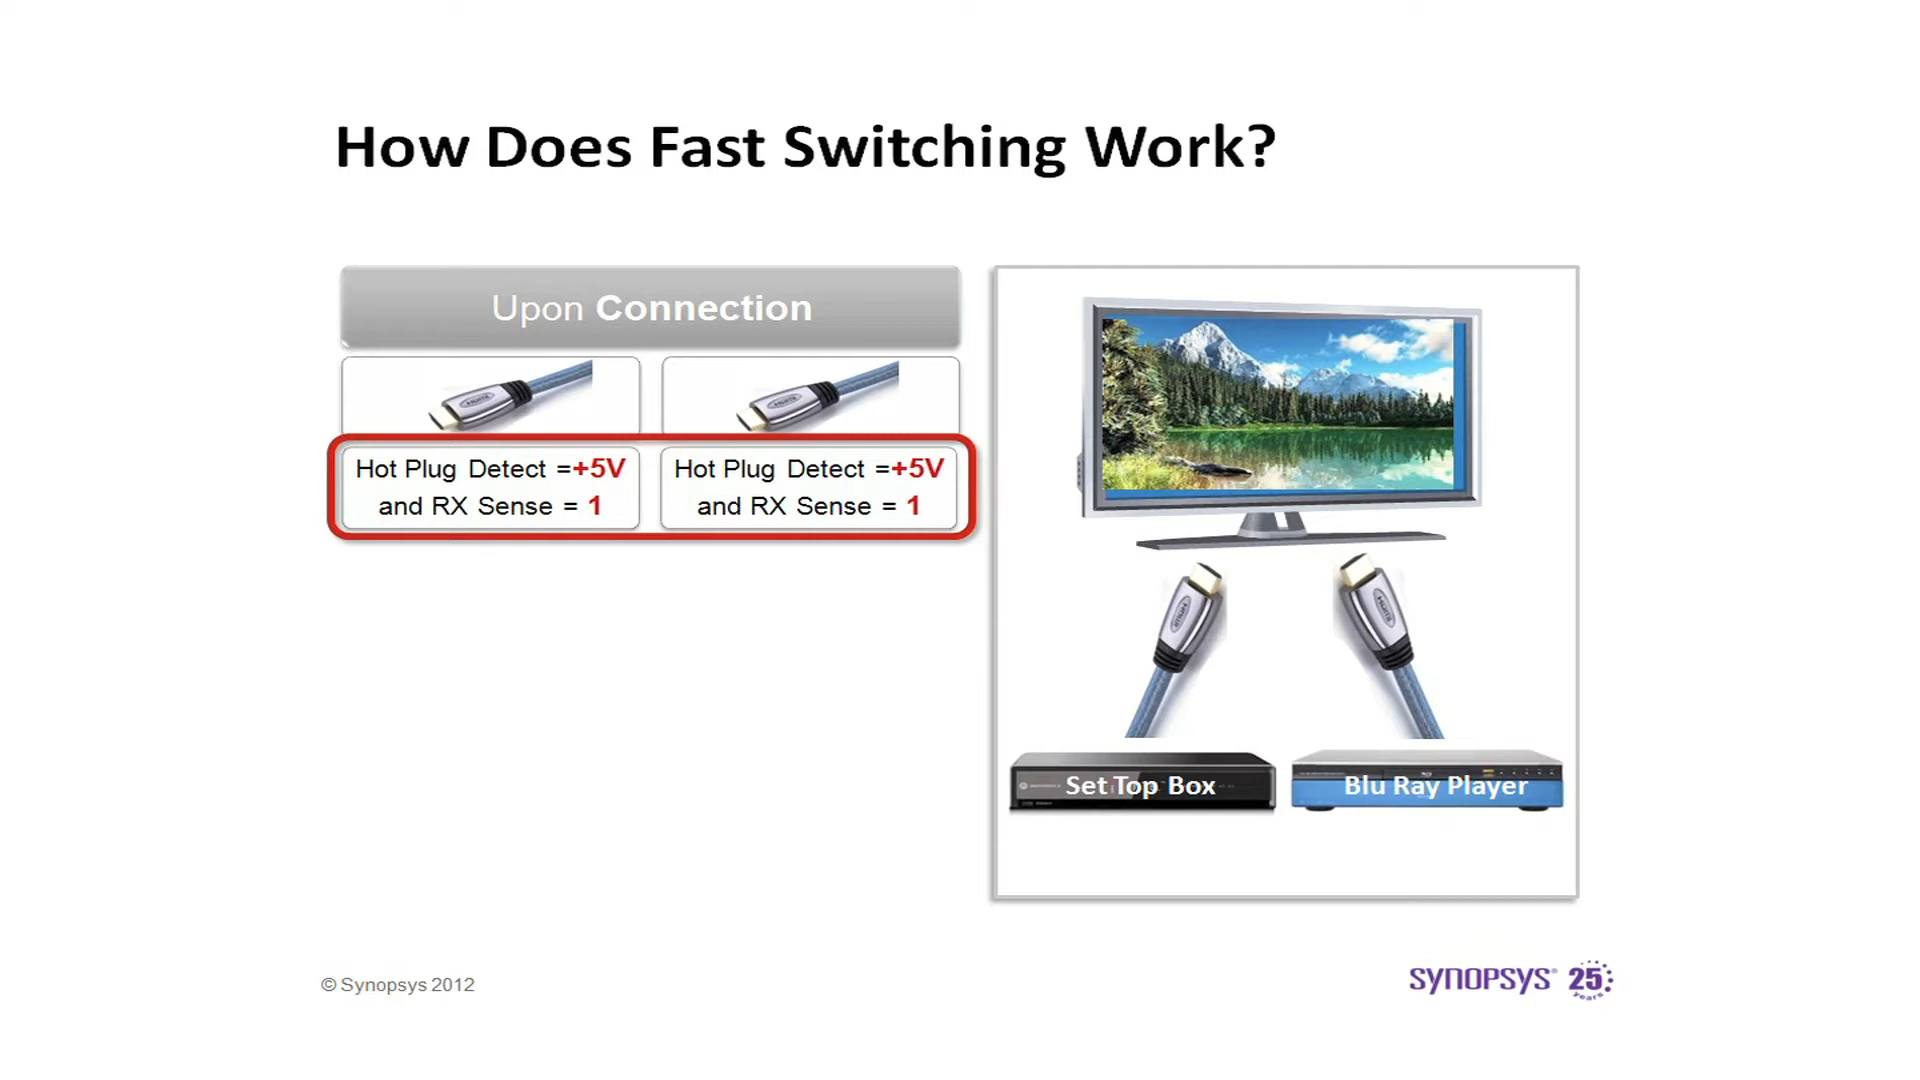 How Does Fast Switching Work?
Upon Connection
Hot Plug Detect =+5V
and RX Sense = 1
Hot Plug Detect =+5V
and RX Sense = 1
Set Top Box
Blu Ray Player
© Synopsys 2012
SYNOPSYS® 25 years